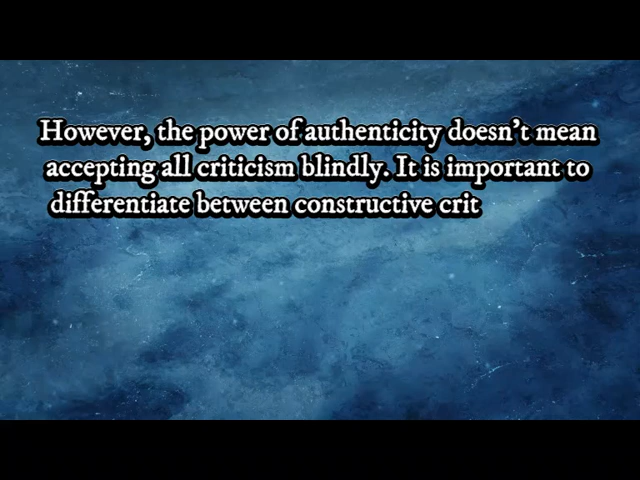 However, the power of authenticity doesn't mean
accepting all criticism blindly. It is important to
differentiate between constructive crit